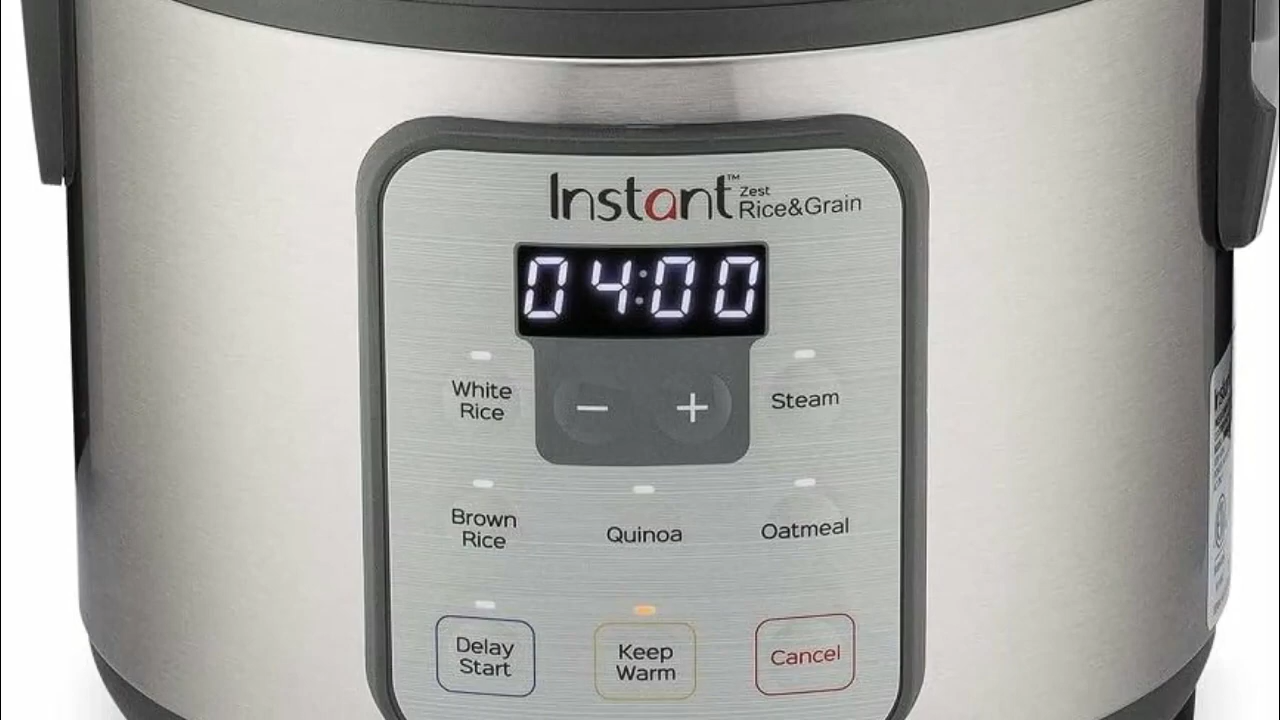 Instant™ Zest
Rice&Grain
04:00
White
Rice
Steam
Brown
Rice
Quinoa
Oatmeal
Delay
Start
Keep
Warm
Cancel